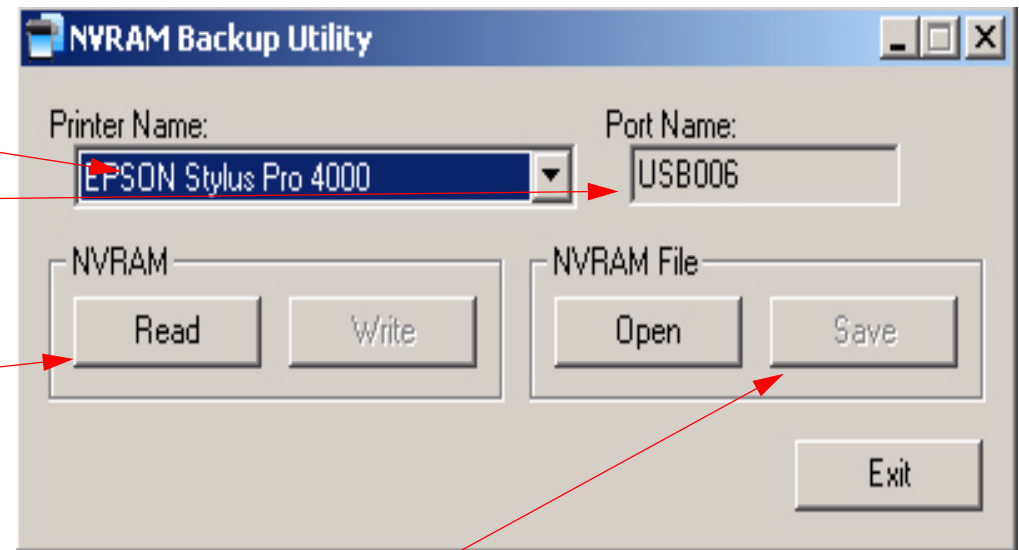 NVRAM Backup Utility
Printer Name:
Port Name:
EPSON Stylus Pro 4000
USB006
NVRAM
NVRAM File
Read
Write
Open
Save
Exit